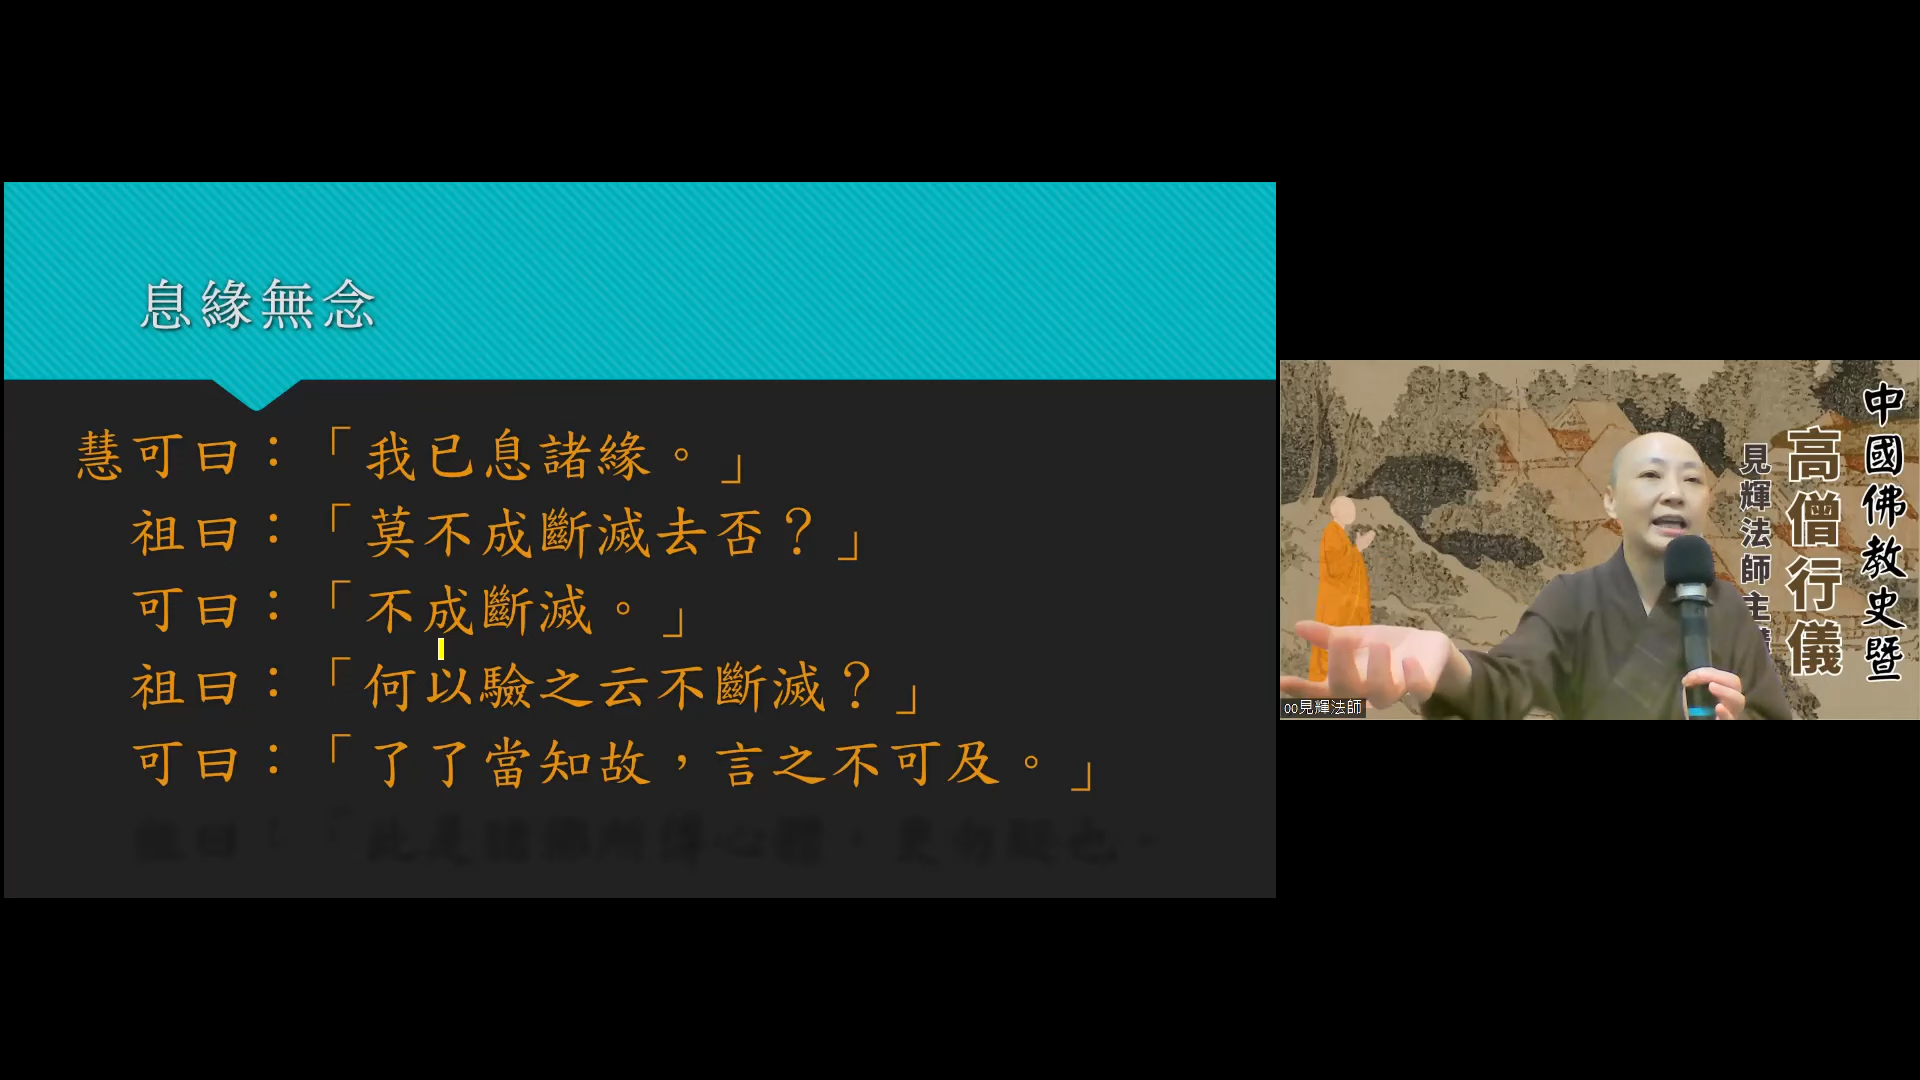 息緣無念
慧可曰：「我已息諸緣。」
祖曰：「莫不成斷滅去否？」
可曰：「不成斷滅。」
祖曰：「何以驗之云不斷滅？」
可曰：「了了當知故，言之不可及。」
中國佛教史暨
高僧行儀
見輝法師主
oo見輝法師